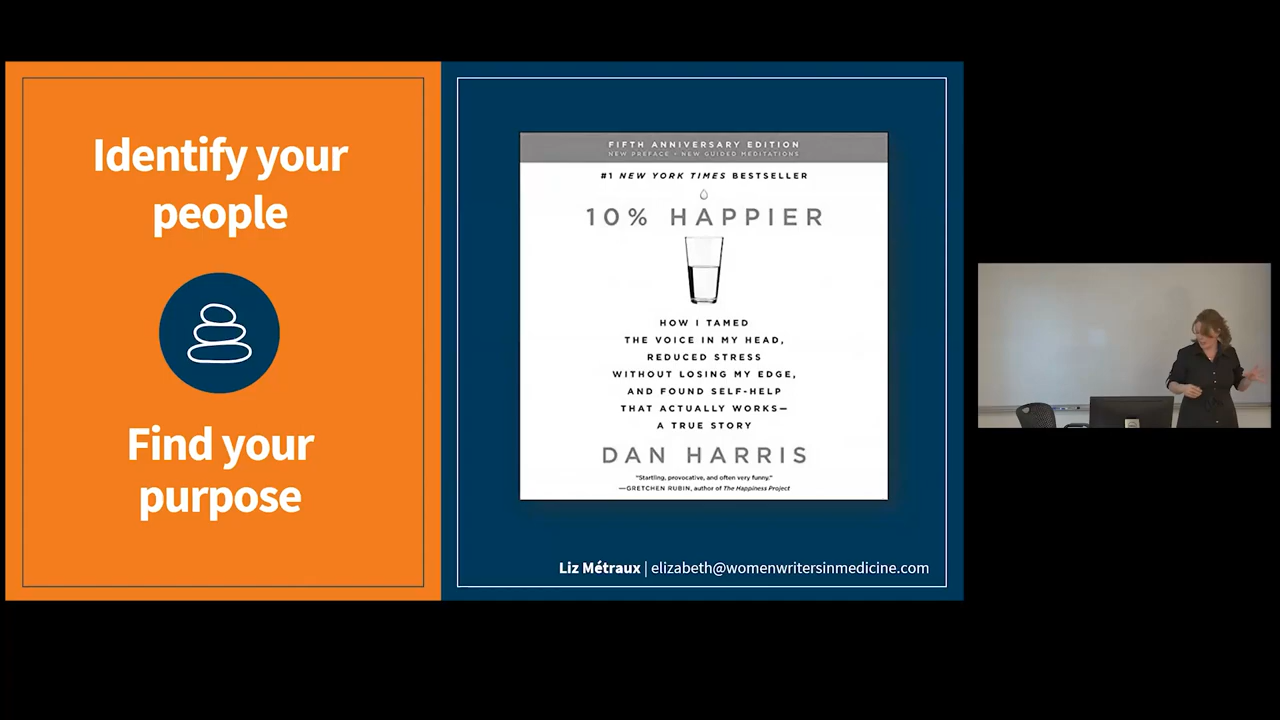 Identify your
people
Find your
purpose
FIFTH ANNIVERSARY EDITION
NEW PREFACE + NEW GUIDED MEDITATIONS
#1 NEW YORK TIMES BESTSELLER
10% HAPPIER
HOW I TAMED
THE VOICE IN MY HEAD,
REDUCED STRESS
WITHOUT LOSING MY EDGE,
AND FOUND SELF-HELP
THAT ACTUALLY WORKS—
A TRUE STORY
DAN HARRIS
"Startling, provocative, and often very funny."
—GRETCHEN RUBIN, author of The Happiness Project
Liz Métraux | elizabeth@womenwritersinmedicine.com